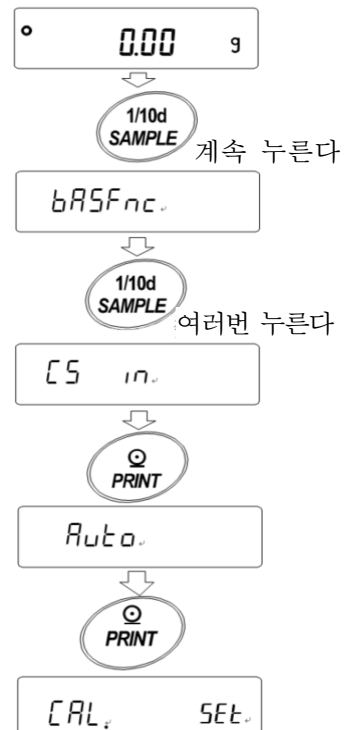 0.00 g
1/10d
SAMPLE 계속 누른다
bASFnc
1/10d
SAMPLE 여러번 누른다
CS in
PRINT
Auto
PRINT
CAL. SEt